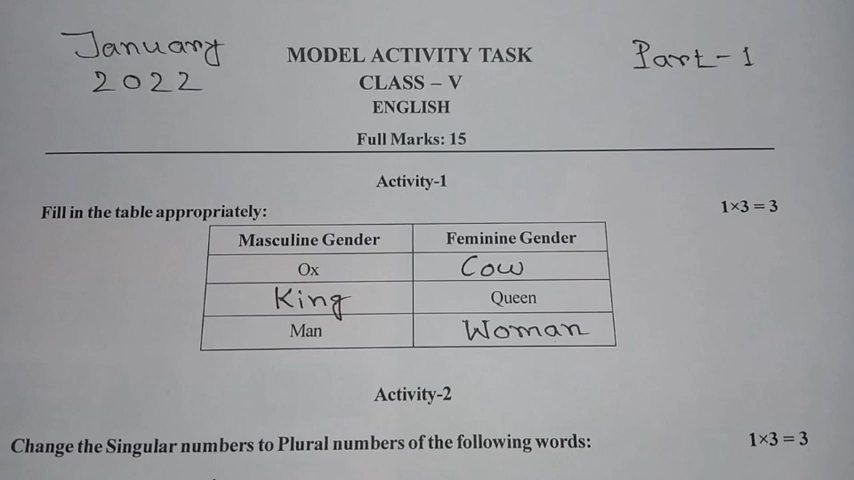 January
2022
MODEL ACTIVITY TASK
CLASS – V
ENGLISH
Part-1
Full Marks: 15
Activity-1
Fill in the table appropriately: 1×3 = 3
Masculine Gender Feminine Gender
Ox Cow
King Queen
Man Woman
Activity-2
Change the Singular numbers to Plural numbers of the following words: 1×3 = 3